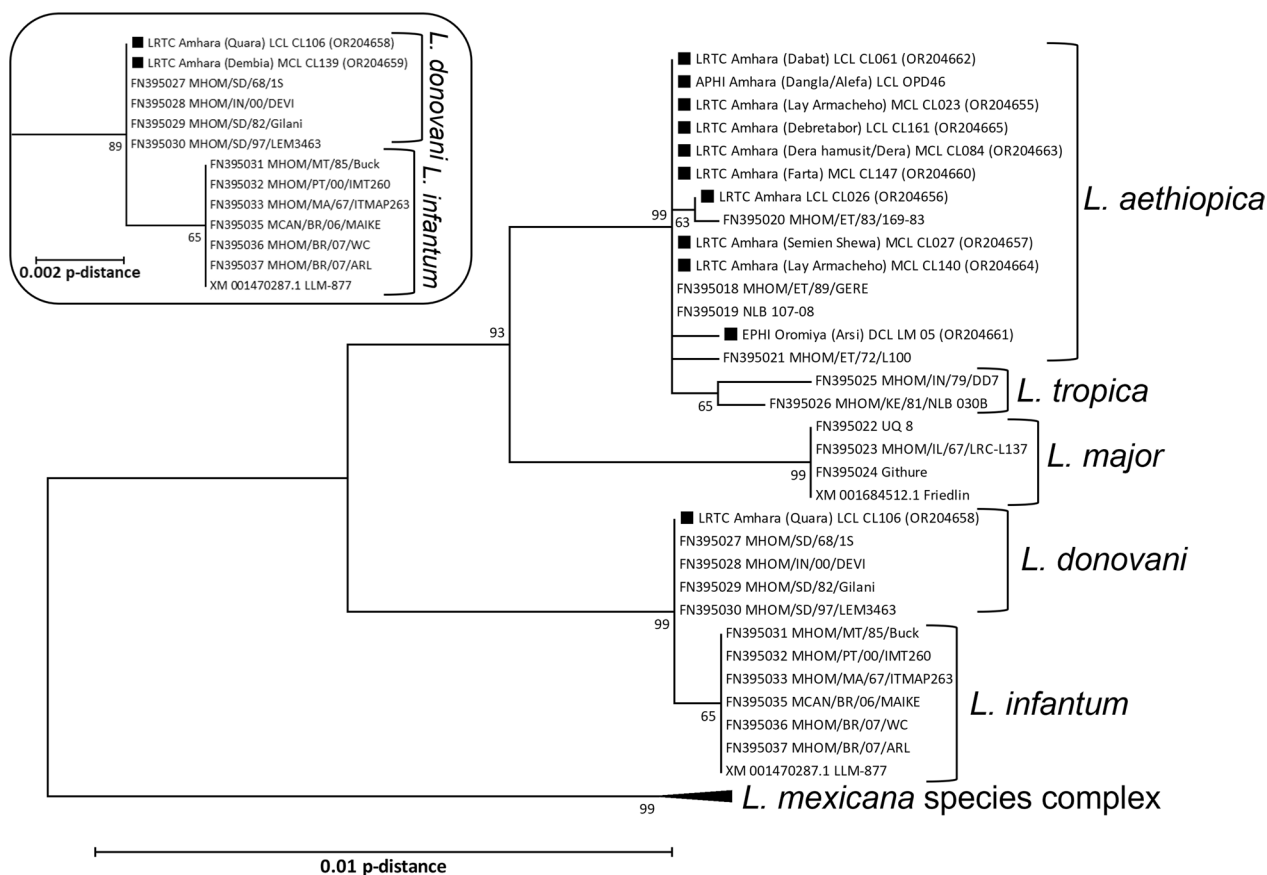 LRTC Amhara (Quara) LCL CL106 (OR204658)
LRTC Amhara (Dembia) MCL CL139 (OR204659)
FN395027 MHOM/SD/68/1S
FN395028 MHOM/IN/00/DEVI
FN395029 MHOM/SD/82/Gilani
FN395030 MHOM/SD/97/LEM3463
L. donovani
89
FN395031 MHOM/MT/85/Buck
FN395032 MHOM/PT/00/IMT260
FN395033 MHOM/MA/67/ITMAP263
FN395035 MCAN/BR/06/MAIKE
FN395036 MHOM/BR/07/WC
FN395037 MHOM/BR/07/ARL
XM 001470287.1 LLM-877
L. infantum
65
0.002 p-distance
LRTC Amhara (Dabat) LCL CL061 (OR204662)
APHI Amhara (Dangla/Alefa) LCL OPD46
LRTC Amhara (Lay Armacheho) MCL CL023 (OR204655)
LRTC Amhara (Debretabor) LCL CL161 (OR204665)
LRTC Amhara (Dera hamusit/Dera) MCL CL084 (OR204663)
LRTC Amhara (Farta) MCL CL147 (OR204660)
LRTC Amhara LCL CL026 (OR204656)
99
63
FN395020 MHOM/ET/83/169-83
LRTC Amhara (Semien Shewa) MCL CL027 (OR204657)
LRTC Amhara (Lay Armacheho) MCL CL140 (OR204664)
FN395018 MHOM/ET/89/GERE
FN395019 NLB 107-08
EPHI Oromiya (Arsi) DCL LM 05 (OR204661)
FN395021 MHOM/ET/72/L100
L. aethiopica
93
FN395025 MHOM/IN/79/DD7
FN395026 MHOM/KE/81/NLB 030B
65
L. tropica
FN395022 UQ 8
FN395023 MHOM/IL/67/LRC-L137
FN395024 Githure
XM 001684512.1 Friedlin
99
L. major
LRTC Amhara (Quara) LCL CL106 (OR204658)
FN395027 MHOM/SD/68/1S
FN395028 MHOM/IN/00/DEVI
FN395029 MHOM/SD/82/Gilani
FN395030 MHOM/SD/97/LEM3463
L. donovani
99
FN395031 MHOM/MT/85/Buck
FN395032 MHOM/PT/00/IMT260
FN395033 MHOM/MA/67/ITMAP263
FN395035 MCAN/BR/06/MAIKE
FN395036 MHOM/BR/07/WC
FN395037 MHOM/BR/07/ARL
XM 001470287.1 LLM-877
65
L. infantum
L. mexicana species complex
99
0.01 p-distance